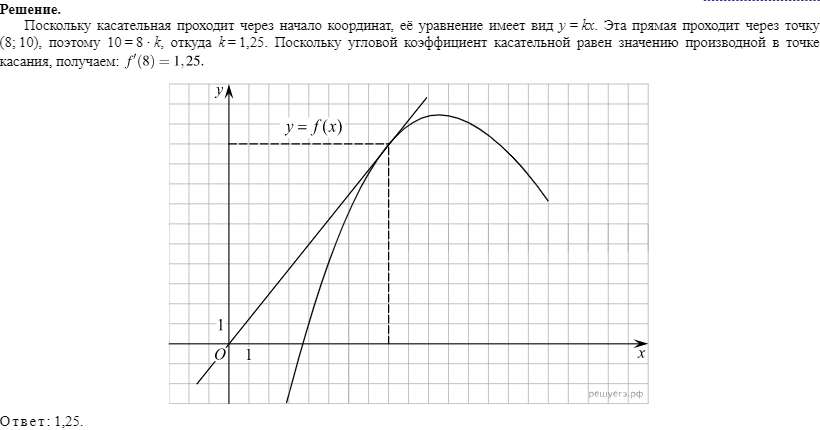 Решение.
Поскольку касательная проходит через начало координат, её уравнение имеет вид y = kx. Эта прямая проходит через точку
(8; 10), поэтому 10 = 8 · k, откуда k = 1,25. Поскольку угловой коэффициент касательной равен значению производной в точке
касания, получаем: f′(8) = 1,25.
y
y = f(x)
1
O 1 x
решуегэ.рф
Ответ: 1,25.